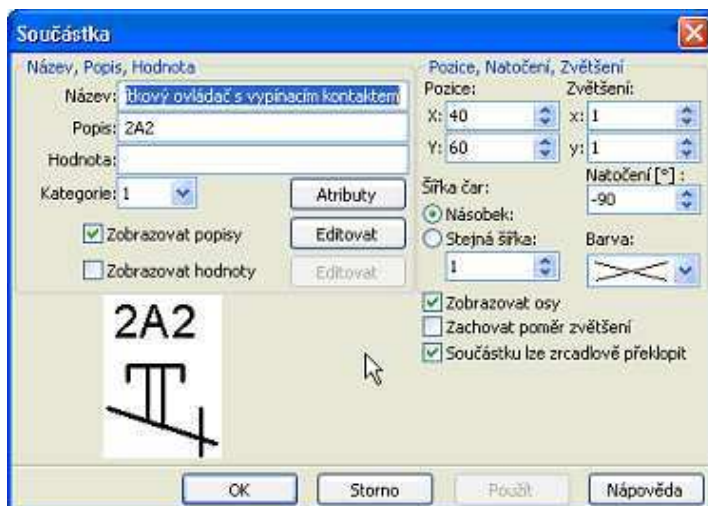 Součástka
Název, Popis, Hodnota
Název: ítkový ovládač s vypínacím kontaktem
Popis: 2A2
Hodnota:
Kategorie: 1
Atributy
Zobrazovat popisy
Editovat
Zobrazovat hodnoty
Editovat
2A2
Pozice, Natočení, Zvětšení
Pozice: Zvětšení:
X: 40 x: 1
Y: 60 y: 1
Natočení [°] :
-90
Šířka čar:
Násobek:
Stejná šířka:
1
Barva:
Zobrazovat osy
Zachovat poměr zvětšení
Součástku lze zrcadlově překlopit
OK Storno Použít Nápověda